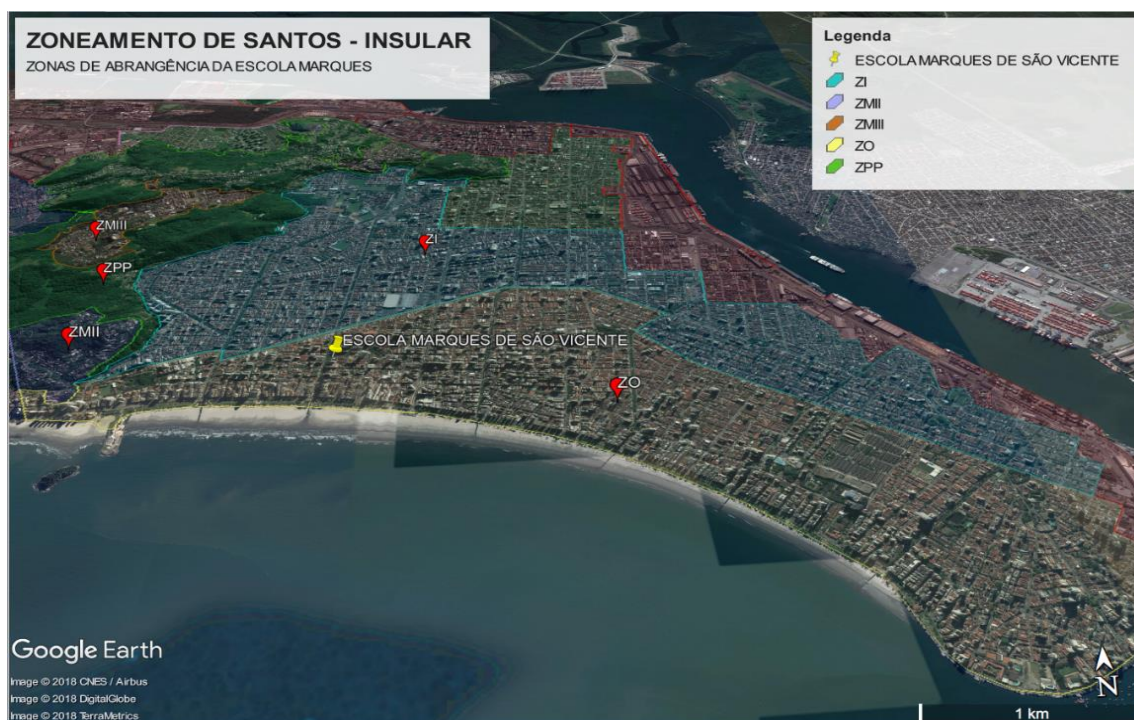 ZONEAMENTO DE SANTOS - INSULAR
ZONAS DE ABRANGÊNCIA DA ESCOLA MARQUES
Legenda
ESCOLA MARQUES DE SÃO VICENTE
ZI
ZMII
ZMIII
ZO
ZPP
ZMIII
ZI
ZPP
ZMII
ESCOLA MARQUES DE SÃO VICENTE
ZO
Google Earth
Image © 2018 CNES / Airbus
Image © 2018 DigitalGlobe
Image © 2018 TerraMetrics
N
1 km